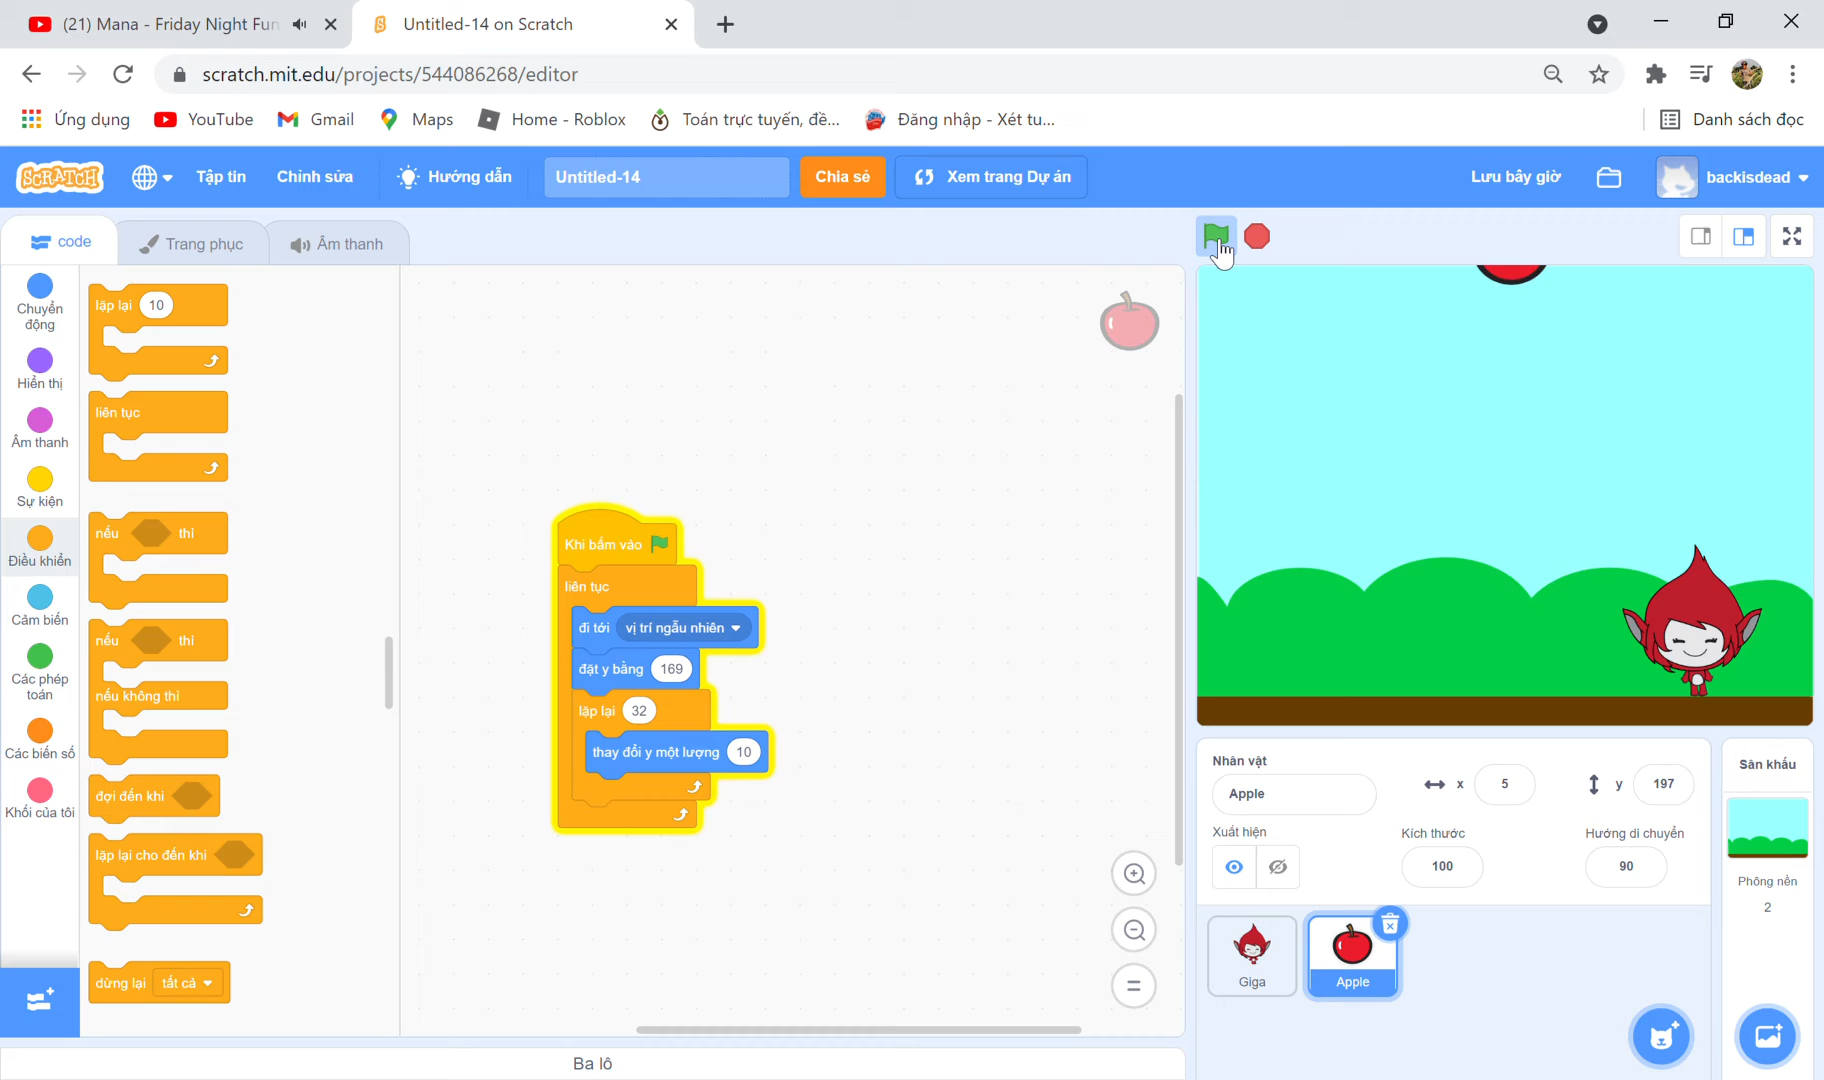 (21) Mana - Friday Night Fun
Untitled-14 on Scratch
scratch.mit.edu/projects/544086268/editor
Ứng dụng
YouTube
Gmail
Maps
Home - Roblox
Toán trực tuyến, đề...
Đăng nhập - Xét tu...
Danh sách đọc
SCRATCH
Tập tin
Chỉnh sửa
Hướng dẫn
Untitled-14
Chia sẻ
Xem trang Dự án
Lưu bây giờ
backisdead
code
Trang phục
Âm thanh
Chuyển động
Hiển thị
Âm thanh
Sự kiện
Điều khiển
Cảm biến
Các phép toán
Các biến số
Khối của tôi
lặp lại 10
liên tục
nếu thì
nếu thì
nếu không thì
đợi đến khi
lặp lại cho đến khi
dừng lại tất cả
Khi bấm vào
liên tục
đi tới vị trí ngẫu nhiên
đặt y bằng 169
lặp lại 32
thay đổi y một lượng 10
Nhân vật
Apple
x 5
y 197
Xuất hiện
Kích thước
100
Hướng di chuyển
90
Giga
Apple
Sân khấu
Phông nền
2
Ba lô